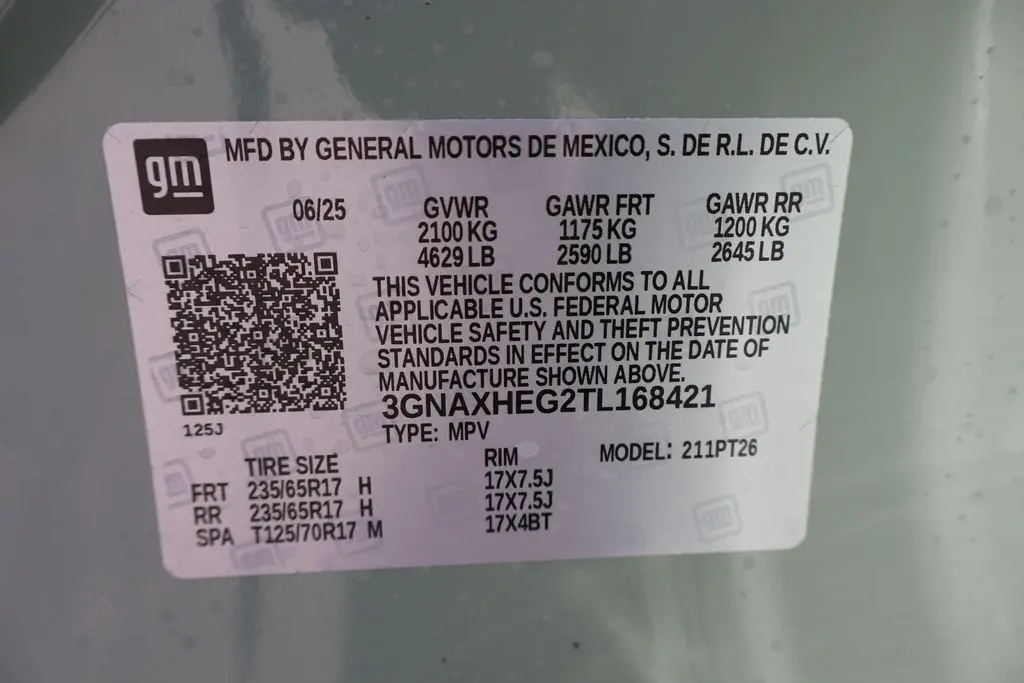 gm MFD BY GENERAL MOTORS DE MEXICO, S. DE R.L. DE C.V.
06/25 GVWR GAWR FRT GAWR RR
2100 KG 1175 KG 1200 KG
4629 LB 2590 LB 2645 LB
THIS VEHICLE CONFORMS TO ALL
APPLICABLE U.S. FEDERAL MOTOR
VEHICLE SAFETY AND THEFT PREVENTION
STANDARDS IN EFFECT ON THE DATE OF
MANUFACTURE SHOWN ABOVE.
3GNAXHEG2TL168421
125J
TYPE: MPV
TIRE SIZE RIM MODEL: 211PT26
FRT 235/65R17 H 17X7.5J
RR 235/65R17 H 17X7.5J
SPA T125/70R17 M 17X4BT